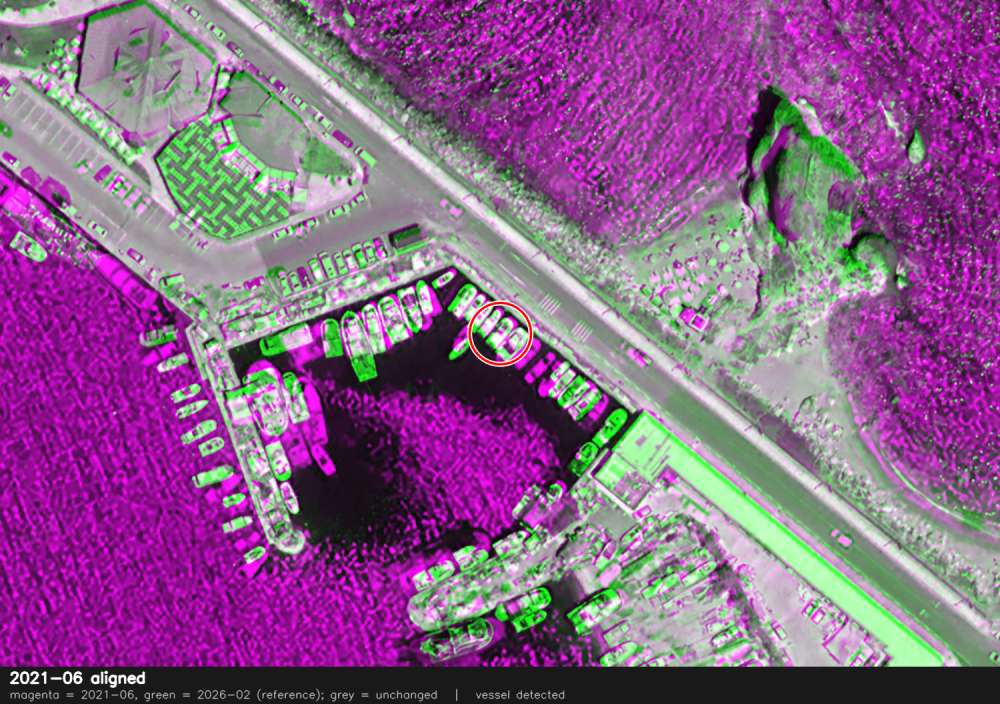 2021-06 aligned
magenta = 2021-06, green = 2026-02 (reference); grey = unchanged | vessel detected